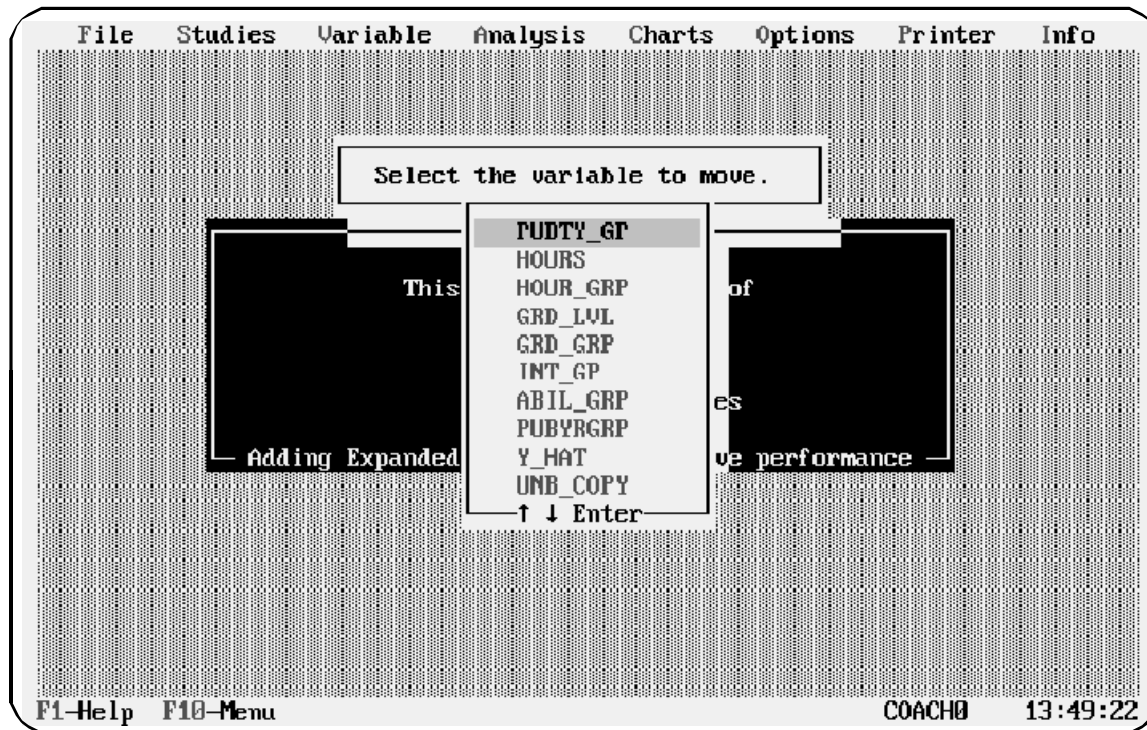 File Studies Variable Analysis Charts Options Printer Info
Select the variable to move.
PUBTY_GP
HOURS
This HOUR_GRP of
GRD_LVL
GRD_GRP
INT_GP
ABIL_GRP es
PUBYRGRP
Adding Expanded Y_HAT ve performance
UNB_COPY
↑ ↓ Enter
F1-Help F10-Menu COACH0 13:49:22